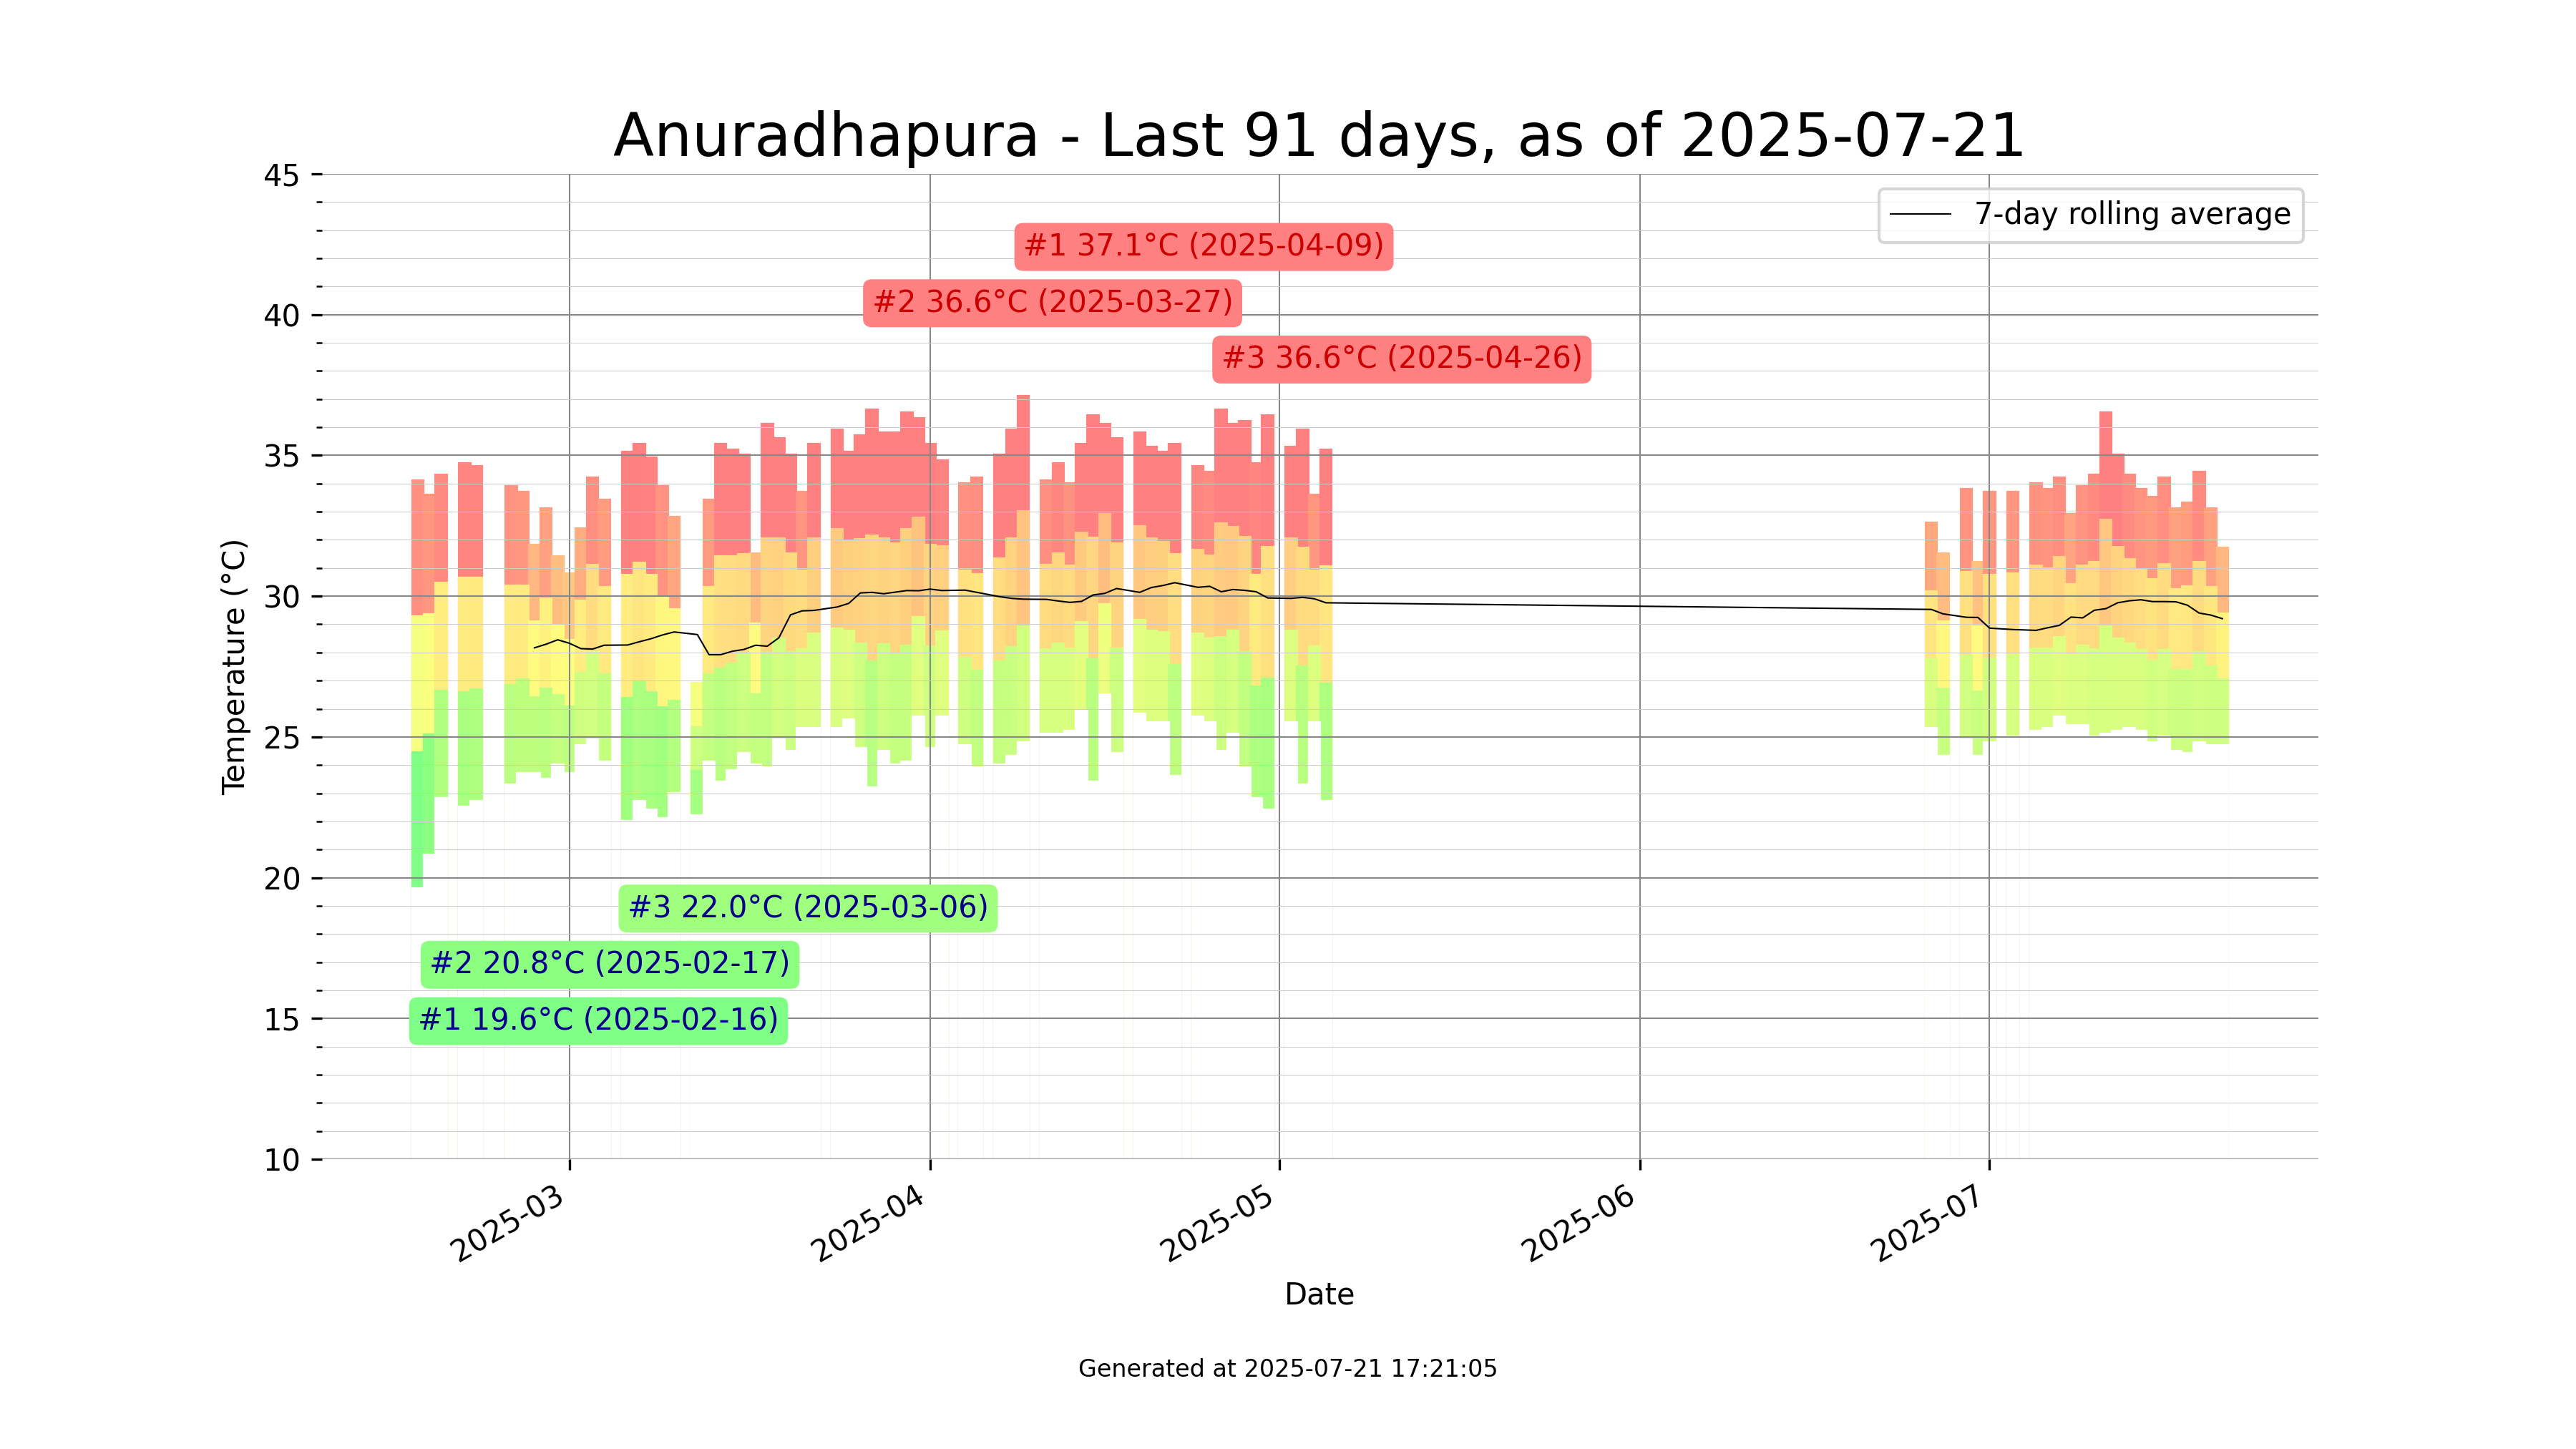 Anuradhapura - Last 91 days, as of 2025-07-21
45
40
35
30
25
20
15
10
Temperature (°C)
7-day rolling average
#1 37.1°C (2025-04-09)
#2 36.6°C (2025-03-27)
#3 36.6°C (2025-04-26)
#3 22.0°C (2025-03-06)
#2 20.8°C (2025-02-17)
#1 19.6°C (2025-02-16)
2025-03
2025-04
2025-05
2025-06
2025-07
Date
Generated at 2025-07-21 17:21:05